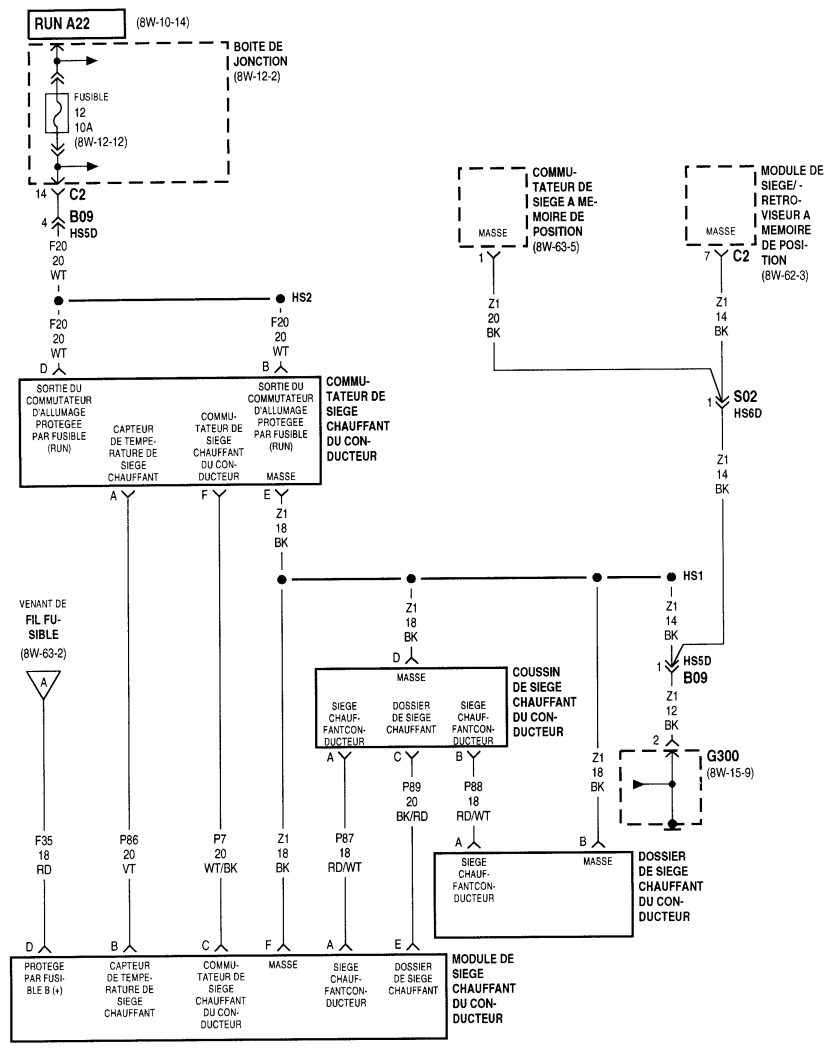 RUN A22
(8W-10-14)
BOITE DE
JONCTION
(8W-12-2)
FUSIBLE
12
10A
(8W-12-12)
14
C2
4
B09
HS5D
F20
20
WT
HS2
F20
20
WT
F20
20
WT
D
B
SORTIE DU
COMMUTATEUR
D'ALLUMAGE
PROTEGEE
PAR FUSIBLE
(RUN)
CAPTEUR
DE TEMPE-
RATURE DE
SIEGE
CHAUFFANT
COMMU-
TATEUR DE
SIEGE
CHAUFFANT
DU CON-
DUCTEUR
SORTIE DU
COMMUTATEUR
D'ALLUMAGE
PROTEGEE
PAR FUSIBLE
(RUN)
MASSE
COMMU-
TATEUR DE
SIEGE
CHAUFFANT
DU CON-
DUCTEUR
A
F
E
Z1
18
BK
MASSE
1
COMMU-
TATEUR DE
SIEGE A ME-
MOIRE DE
POSITION
(8W-63-5)
MASSE
7
C2
MODULE DE
SIEGE/ -
RETRO-
VISEUR A
MEMOIRE
DE POSI-
TION
(8W-62-3)
Z1
20
BK
Z1
14
BK
1
S02
HS6D
Z1
14
BK
HS1
Z1
18
BK
Z1
14
BK
1
HS5D
B09
Z1
12
BK
2
G300
(8W-15-9)
VENANT DE
FIL FU-
SIBLE
(8W-63-2)
A
D
MASSE
SIEGE
CHAUF-
FANTCON-
DUCTEUR
DOSSIER
DE SIEGE
CHAUFFANT
SIEGE
CHAUF-
FANTCON-
DUCTEUR
COUSSIN
DE SIEGE
CHAUFFANT
DU CON-
DUCTEUR
A
C
B
P89
20
BK/RD
P88
18
RD/WT
Z1
18
BK
F35
18
RD
P86
20
VT
P7
20
WT/BK
Z1
18
BK
P87
18
RD/WT
A
B
SIEGE
CHAUF-
FANTCON-
DUCTEUR
MASSE
DOSSIER
DE SIEGE
CHAUFFANT
DU CON-
DUCTEUR
D
B
C
F
A
E
PROTEGE
PAR FUSI-
BLE B (+)
CAPTEUR
DE TEMPE-
RATURE DE
SIEGE
CHAUFFANT
COMMU-
TATEUR DE
SIEGE
CHAUFFANT
DU CON-
DUCTEUR
MASSE
SIEGE
CHAUF-
FANTCON-
DUCTEUR
DOSSIER
DE SIEGE
CHAUFFANT
MODULE DE
SIEGE
CHAUFFANT
DU CON-
DUCTEUR